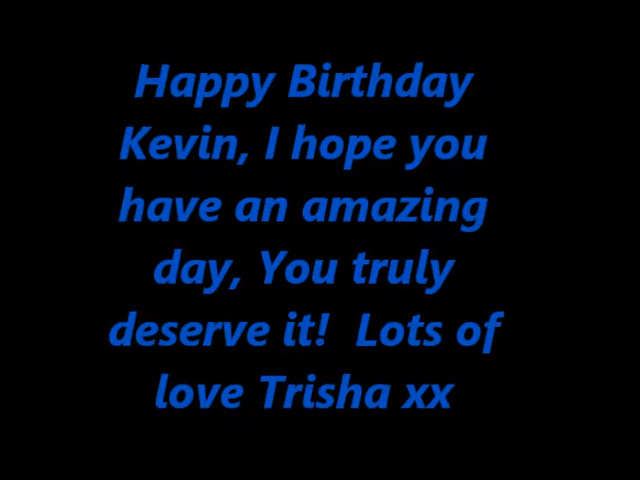 Happy Birthday
Kevin, I hope you
have an amazing
day, You truly
deserve it!  Lots of
love Trisha xx